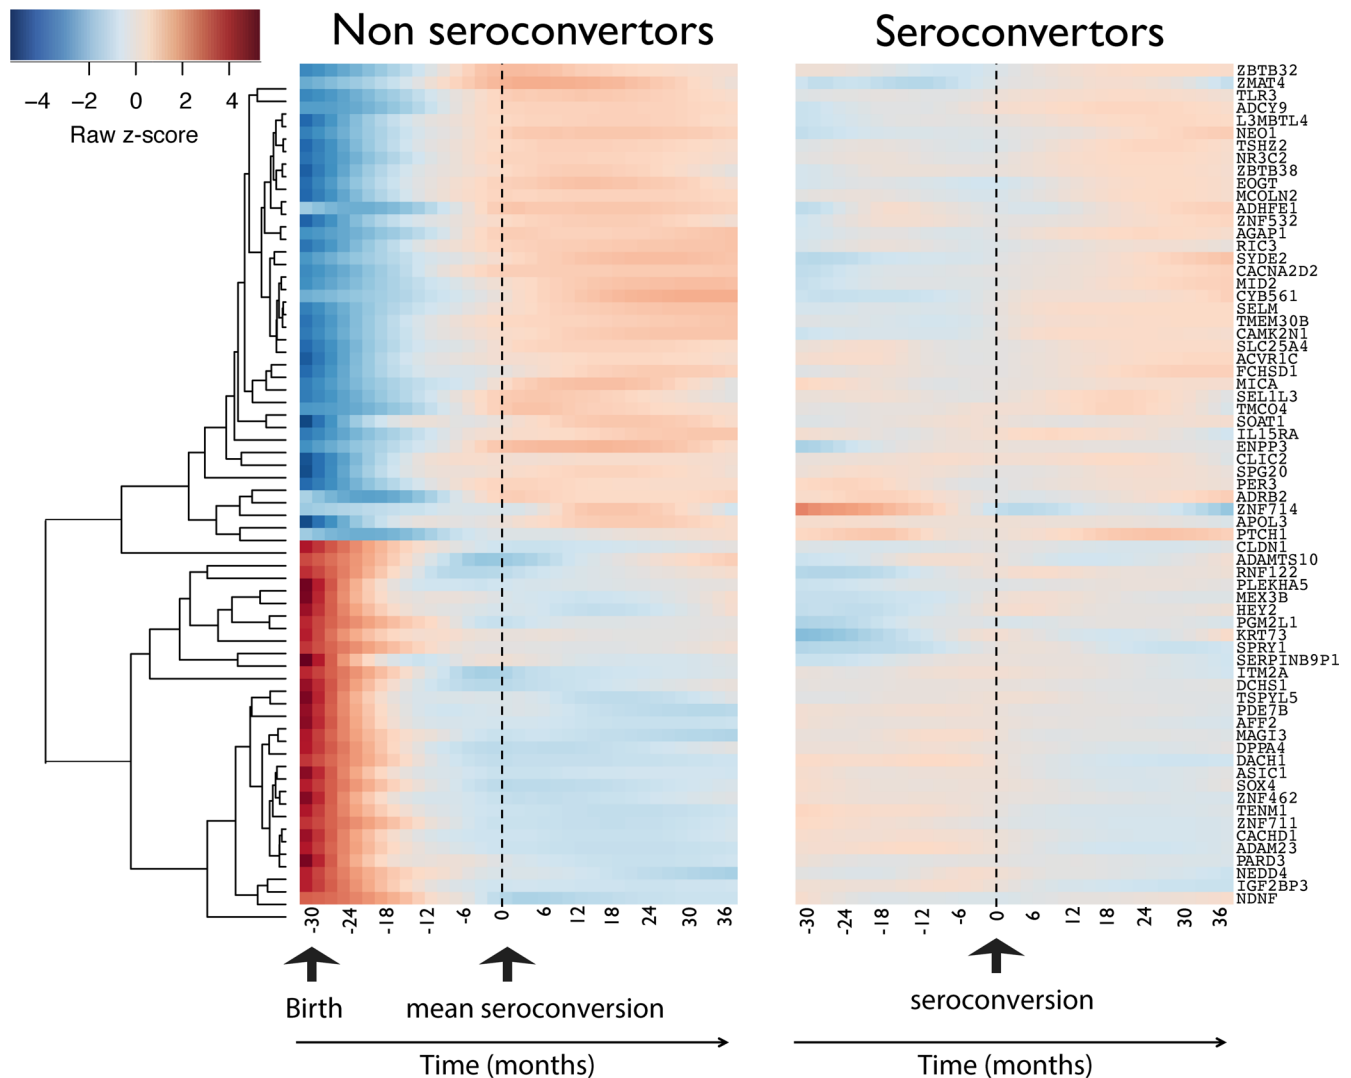 Non seroconvertors
Seroconvertors
−4 −2 0 2 4
Raw z-score
ZBTB32
ZMAT4
TLR3
ADCY9
L3MBTL4
NEO1
TSHZ2
NR3C2
ZBTB38
EOGT
MCOLN2
ADHFE1
ZNF532
AGAP1
RIC3
SYDE2
CACNA2D2
MID2
CYB561
SELM
TMEM30B
CAMK2N1
SLC25A4
ACVR1C
FCHSD1
MICA
SEL1L3
TMCO4
SOAT1
IL15RA
ENPP3
CLIC2
SPG20
PER3
ADRB2
ZNF714
APOL3
PTCH1
CLDN1
ADAMTS10
RNF122
PLEKHA5
MEX3B
HEY2
PGM2L1
KRT73
SPRY1
SERPINB9P1
ITM2A
DCHS1
TSPYL5
PDE7B
AFF2
MAGI3
DPPA4
DACH1
ASIC1
SOX4
ZNF462
TENM1
ZNF711
CACHD1
ADAM23
PARD3
NEDD4
IGF2BP3
NDNF
-30 -24 -18 -12 -6 0 6 12 18 24 30 36
-30 -24 -18 -12 -6 0 6 12 18 24 30 36
Birth
mean seroconversion
seroconversion
Time (months)
Time (months)